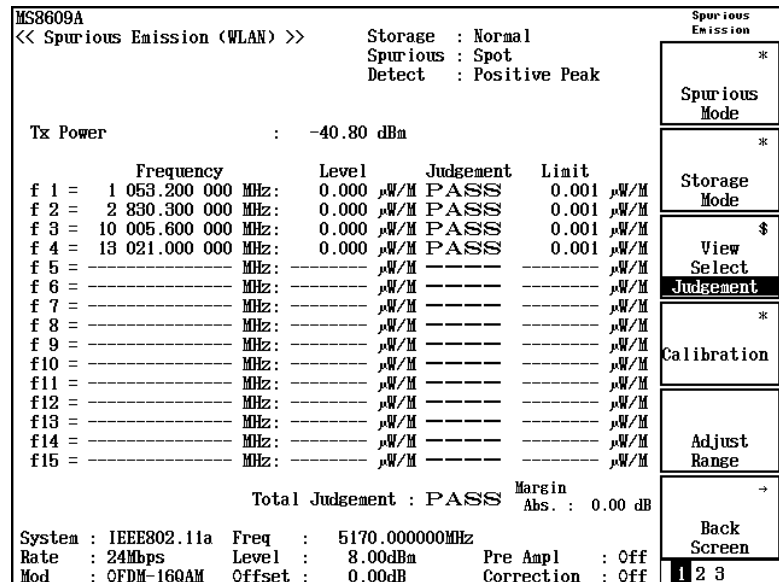 MS8609A
<< Spurious Emission (WLAN) >>
Storage : Normal
Spurious : Spot
Detect : Positive Peak
Tx Power : -40.80 dBm
Frequency Level Judgement Limit
f 1 = 1 053.200 000 MHz: 0.000 μW/M PASS 0.001 μW/M
f 2 = 2 830.300 000 MHz: 0.000 μW/M PASS 0.001 μW/M
f 3 = 10 005.600 000 MHz: 0.000 μW/M PASS 0.001 μW/M
f 4 = 13 021.000 000 MHz: 0.000 μW/M PASS 0.001 μW/M
f 5 = --------------- MHz: --------- μW/M ---- -------- μW/M
f 6 = --------------- MHz: --------- μW/M ---- -------- μW/M
f 7 = --------------- MHz: --------- μW/M ---- -------- μW/M
f 8 = --------------- MHz: --------- μW/M ---- -------- μW/M
f 9 = --------------- MHz: --------- μW/M ---- -------- μW/M
f10 = --------------- MHz: --------- μW/M ---- -------- μW/M
f11 = --------------- MHz: --------- μW/M ---- -------- μW/M
f12 = --------------- MHz: --------- μW/M ---- -------- μW/M
f13 = --------------- MHz: --------- μW/M ---- -------- μW/M
f14 = --------------- MHz: --------- μW/M ---- -------- μW/M
f15 = --------------- MHz: --------- μW/M ---- -------- μW/M
Total Judgement : PASS Margin
Abs. : 0.00 dB
System : IEEE802.11a Freq : 5170.000000MHz
Rate : 24Mbps Level : 8.00dBm Pre Ampl : Off
Mod : OFDM-16QAM Offset : 0.00dB Correction : Off
Spurious
Emission
*
Spurious
Mode
*
Storage
Mode
$
View
Select
Judgement
*
Calibration
Adjust
Range
→
Back
Screen
1 2 3